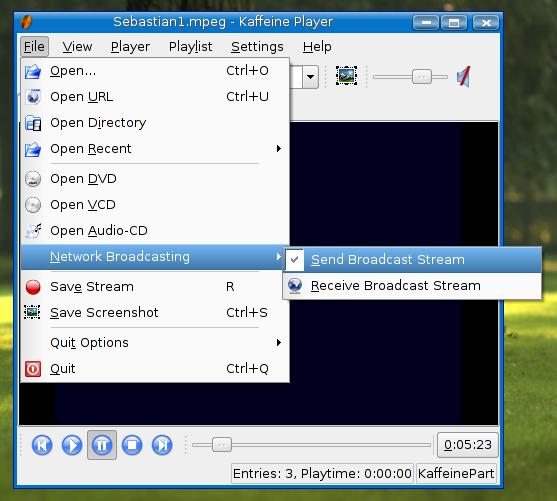 Sebastian1.mpeg - Kaffeine Player
File View Player Playlist Settings Help
Open... Ctrl+O
Open URL Ctrl+U
Open Directory
Open Recent
Open DVD
Open VCD
Open Audio-CD
Network Broadcasting
Send Broadcast Stream
Receive Broadcast Stream
Save Stream R
Save Screenshot Ctrl+S
Quit Options
Quit Ctrl+Q
0:05:23
Entries: 3, Playtime: 0:00:00 KaffeinePart